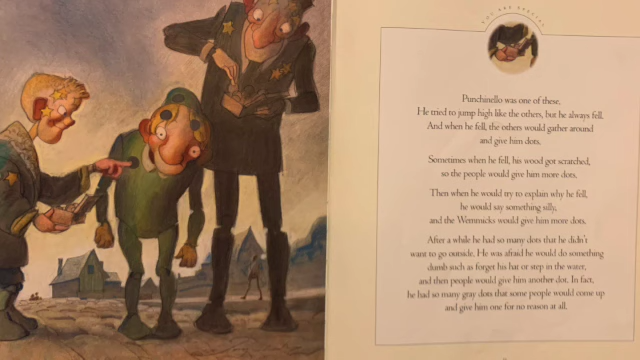 YOU ARE SPECIAL
Punchinello was one of these.
He tried to jump high like the others, but he always fell.
And when he fell, the others would gather around
and give him dots.
Sometimes when he fell, his wood got scratched,
so the people would give him more dots.
Then when he would try to explain why he fell,
he would say something silly,
and the Wemmicks would give him more dots.
After a while he had so many dots that he didn't
want to go outside. He was afraid he would do something
dumb such as forget his hat or step in the water,
and then people would give him another dot. In fact,
he had so many gray dots that some people would come up
and give him one for no reason at all.